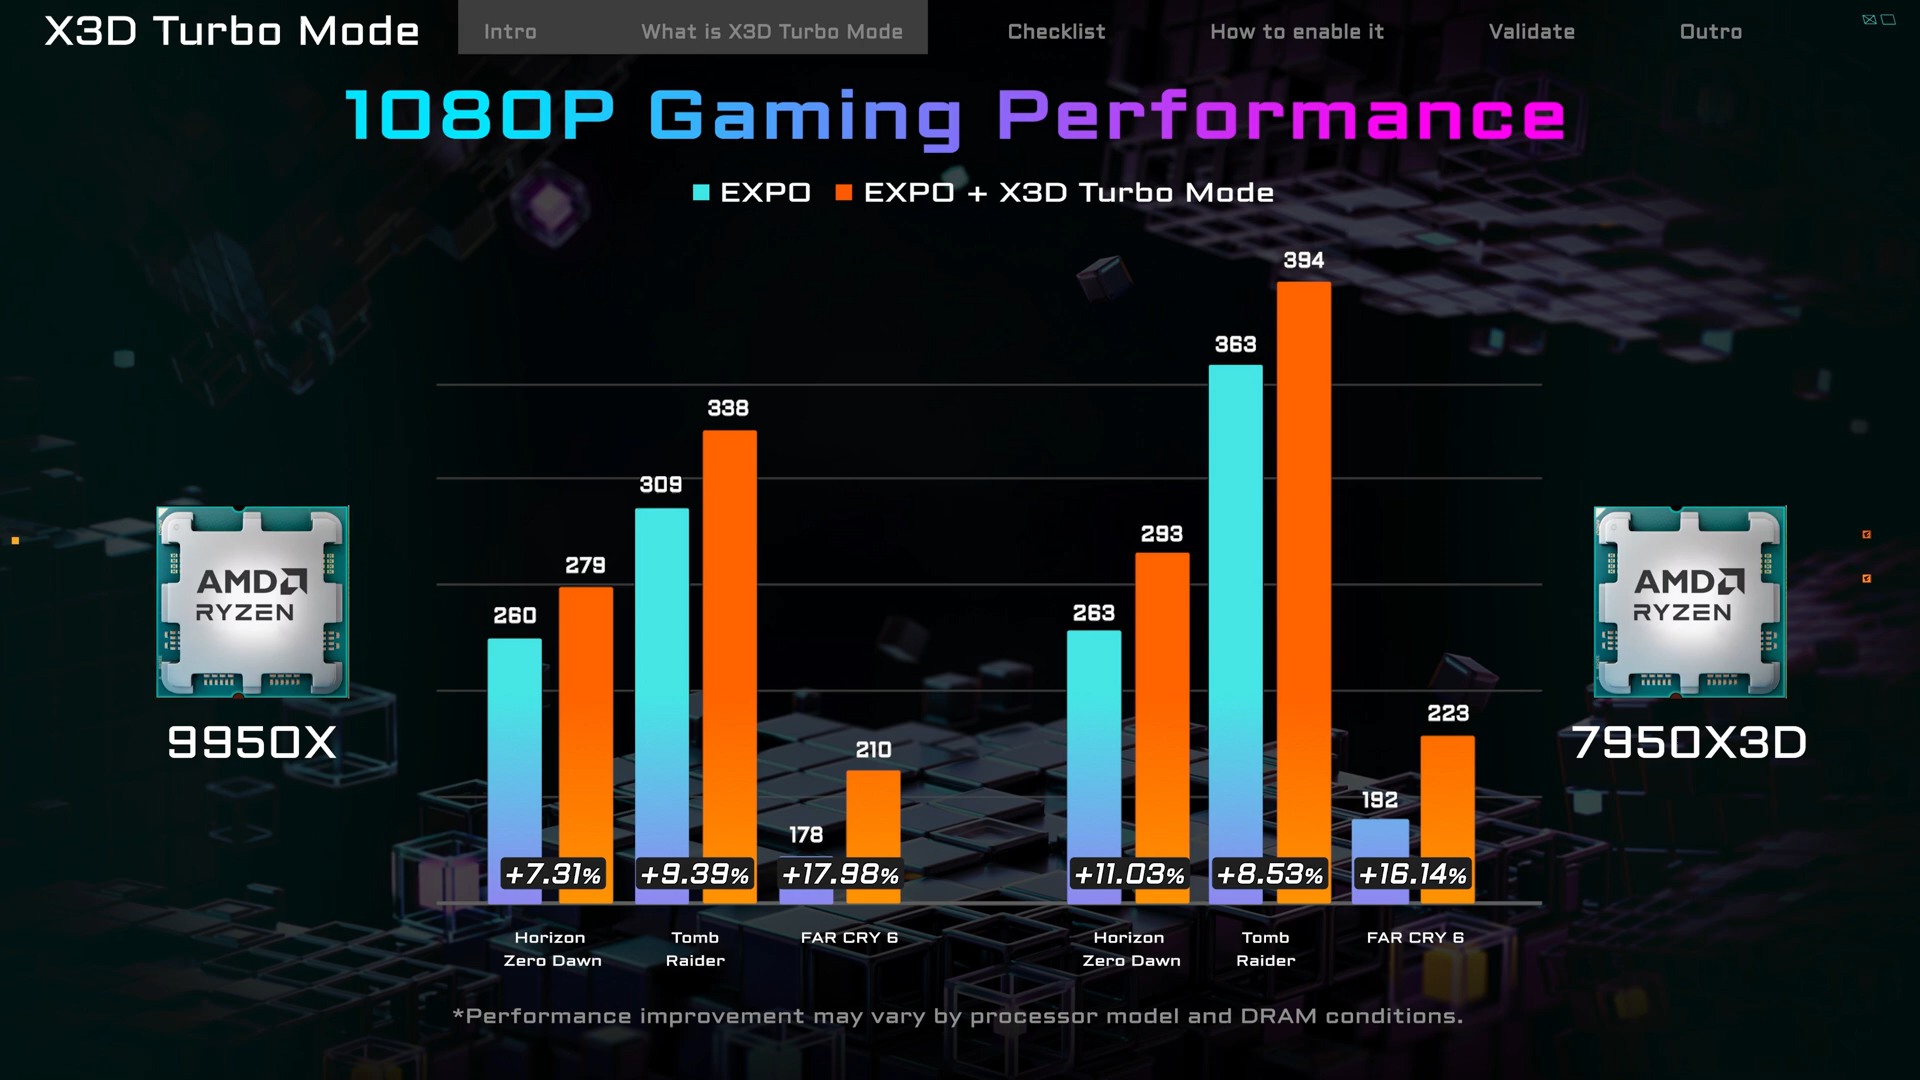 X3D Turbo Mode
Intro
What is X3D Turbo Mode
Checklist
How to enable it
Validate
Outro
1080P Gaming Performance
EXPO
EXPO + X3D Turbo Mode
260
279
309
338
178
210
+7.31%
+9.39%
+17.98%
263
293
363
394
192
223
+11.03%
+8.53%
+16.14%
AMD
RYZEN
9950X
AMD
RYZEN
7950X3D
Horizon
Zero Dawn
Tomb
Raider
FAR CRY 6
Horizon
Zero Dawn
Tomb
Raider
FAR CRY 6
*Performance improvement may vary by processor model and DRAM conditions.